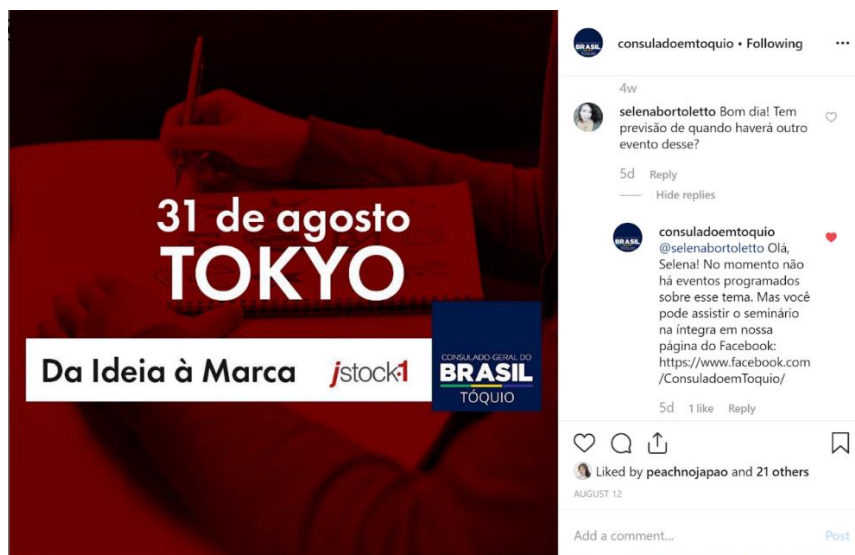 31 de agosto
TOKYO
Da Ideia à Marca
jstock·1
CONSULADO-GERAL DO
BRASIL
TÓQUIO
BRASIL
consuladoemtoquio • Following
4w
selenabortoletto Bom dia! Tem
previsão de quando haverá outro
evento desse?
5d Reply
Hide replies
BRASIL
consuladoemtoquio
@selenabortoletto Olá,
Selena! No momento não
há eventos programados
sobre esse tema. Mas você
pode assistir o seminário
na íntegra em nossa
página do Facebook:
https://www.facebook.com
/ConsuladoemToquio/
5d 1 like Reply
Liked by peachnojapao and 21 others
AUGUST 12
Add a comment...
Post